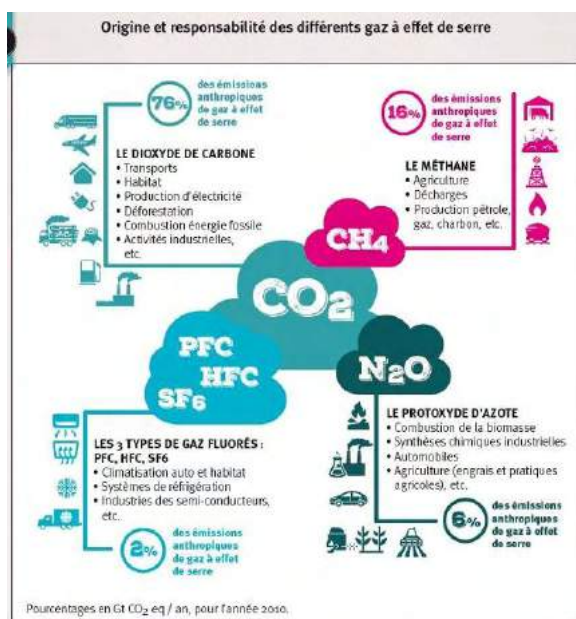 Origine et responsabilité des différents gaz à effet de serre
76%
des émissions
anthropiques
de gaz à effet
de serre
LE DIOXYDE DE CARBONE
• Transports
• Habitat
• Production d'électricité
• Déforestation
• Combustion énergie fossile
• Activités industrielles,
etc.
16%
des émissions
anthropiques
de gaz à effet
de serre
LE MÉTHANE
• Agriculture
• Décharges
• Production pétrole,
gaz, charbon, etc.
CH4
CO2
PFC
HFC
SF6
N2O
LES 3 TYPES DE GAZ FLUORÉS :
PFC, HFC, SF6
• Climatisation auto et habitat
• Systèmes de réfrigération
• Industries des semi-conducteurs,
etc.
2%
des émissions
anthropiques
de gaz à effet
de serre
LE PROTOXYDE D'AZOTE
• Combustion de la biomasse
• Synthèses chimiques industrielles
• Automobiles
• Agriculture (engrais et pratiques
agricoles), etc.
6%
des émissions
anthropiques
de gaz à effet
de serre
Pourcentages en Gt CO2 eq / an, pour l'année 2010.